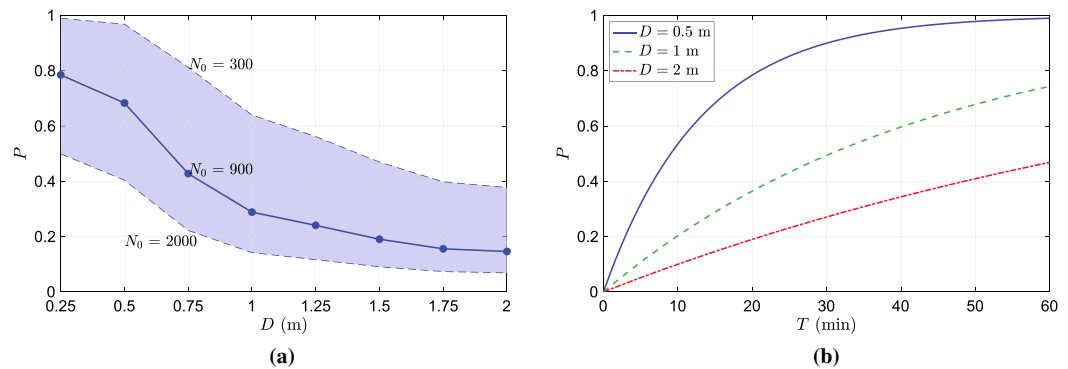 1
0.8
0.6
0.4
0.2
0
P
N₀ = 300
N₀ = 900
N₀ = 2000
0.25 0.5 0.75 1 1.25 1.5 1.75 2
D (m)
(a)
1
0.8
0.6
0.4
0.2
0
P
D = 0.5 m
D = 1 m
D = 2 m
0 10 20 30 40 50 60
T (min)
(b)